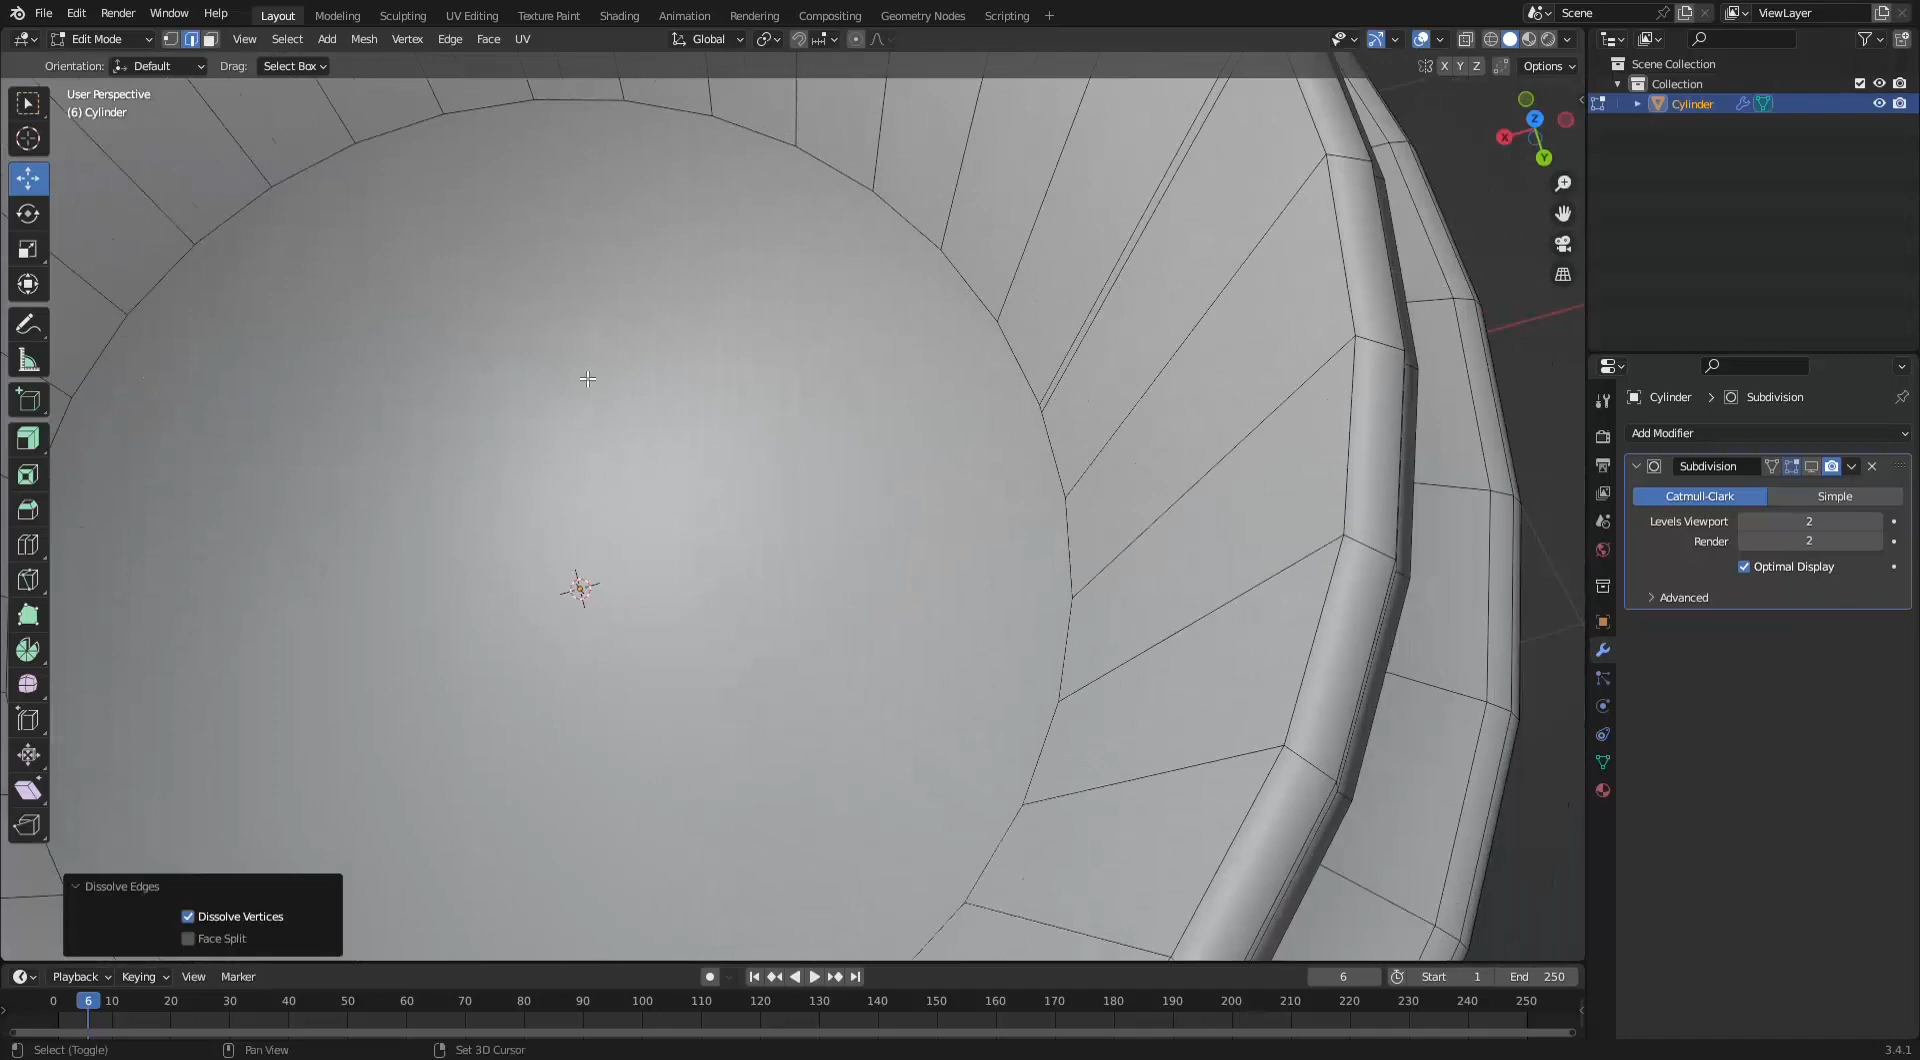 File Edit Render Window Help Layout Modeling Sculpting UV Editing Texture Paint Shading Animation Rendering Compositing Geometry Nodes Scripting + Scene ViewLayer
Edit Mode View Select Add Mesh Vertex Edge Face UV Global
Orientation: Default Drag: Select Box X Y Z Options
User Perspective
(6) Cylinder
Z
X
Y
Scene Collection
Collection
Cylinder
Cylinder > Subdivision
Add Modifier
Subdivision
Catmull-Clark Simple
Levels Viewport 2
Render 2
Optimal Display
Advanced
Dissolve Edges
Dissolve Vertices
Face Split
Playback Keying View Marker 6 Start 1 End 250
0 6 10 20 30 40 50 60 70 80 90 100 110 120 130 140 150 160 170 180 190 200 210 220 230 240 250
Select (Toggle) Pan View Set 3D Cursor 3.4.1